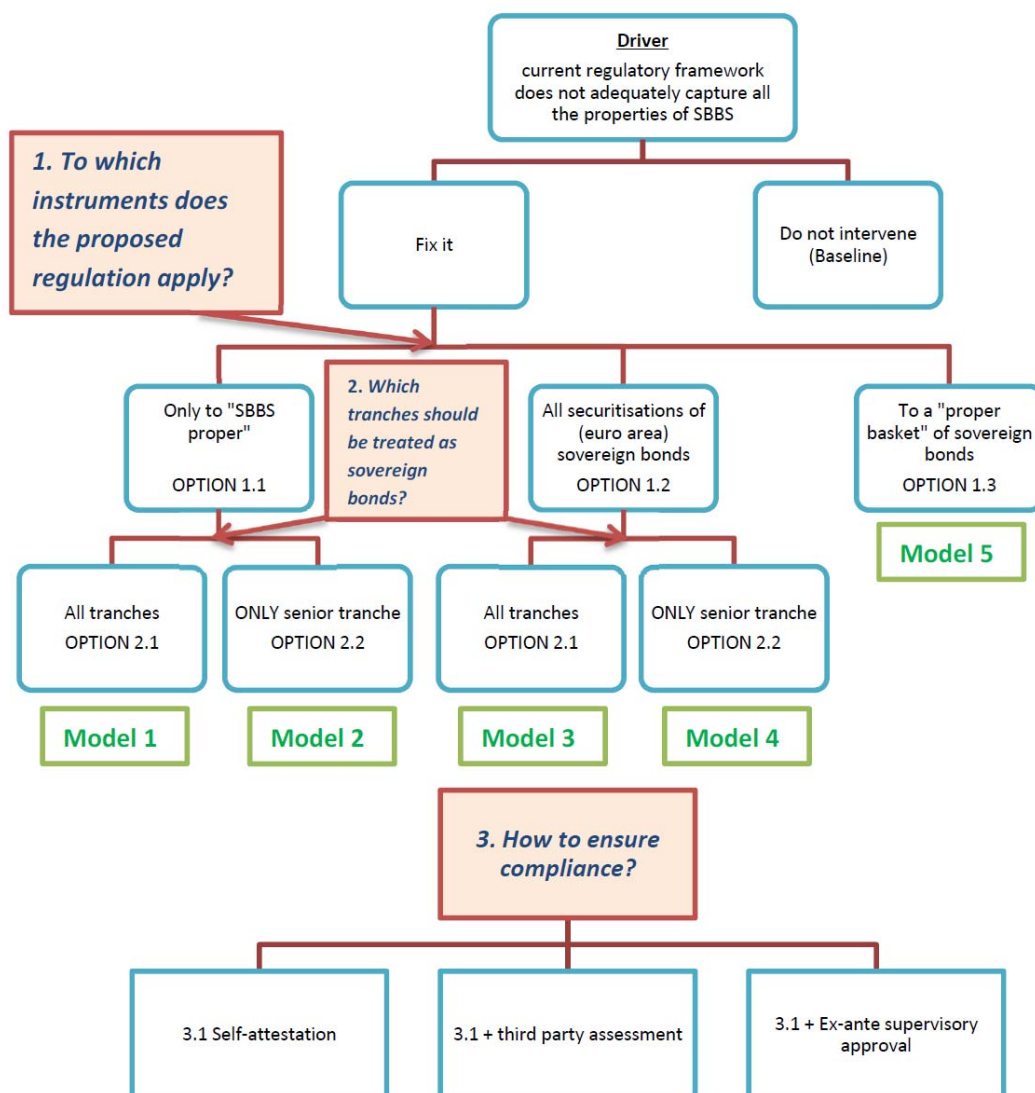 Driver
current regulatory framework
does not adequately capture all
the properties of SBBS
1. To which
instruments does
the proposed
regulation apply?
Fix it
Do not intervene
(Baseline)
Only to "SBBS
proper"
OPTION 1.1
2. Which
tranches should
be treated as
sovereign
bonds?
All securitisations of
(euro area)
sovereign bonds
OPTION 1.2
To a "proper
basket" of sovereign
bonds
OPTION 1.3
Model 5
All tranches
OPTION 2.1
ONLY senior tranche
OPTION 2.2
All tranches
OPTION 2.1
ONLY senior tranche
OPTION 2.2
Model 1
Model 2
Model 3
Model 4
3. How to ensure
compliance?
3.1 Self-attestation
3.1 + third party assessment
3.1 + Ex-ante supervisory
approval